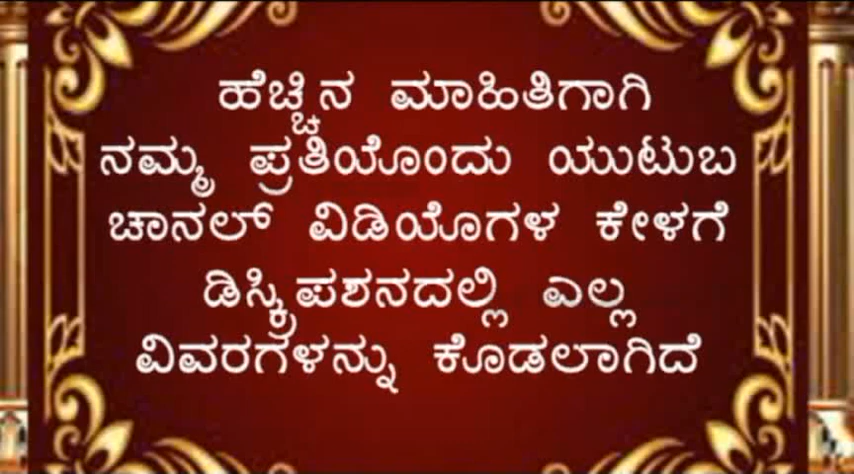 ಹೆಚ್ಚಿನ ಮಾಹಿತಿಗಾಗಿ
ನಮ್ಮ ಪ್ರತಿಯೊಂದು ಯುಟುಬ
ಚಾನಲ್ ವಿಡಿಯೊಗಳ ಕೇಳಗೆ
ಡಿಸ್ಕ್ರಿಪಶನದಲ್ಲಿ ಎಲ್ಲ
ವಿವರಗಳನ್ನು ಕೊಡಲಾಗಿದೆ